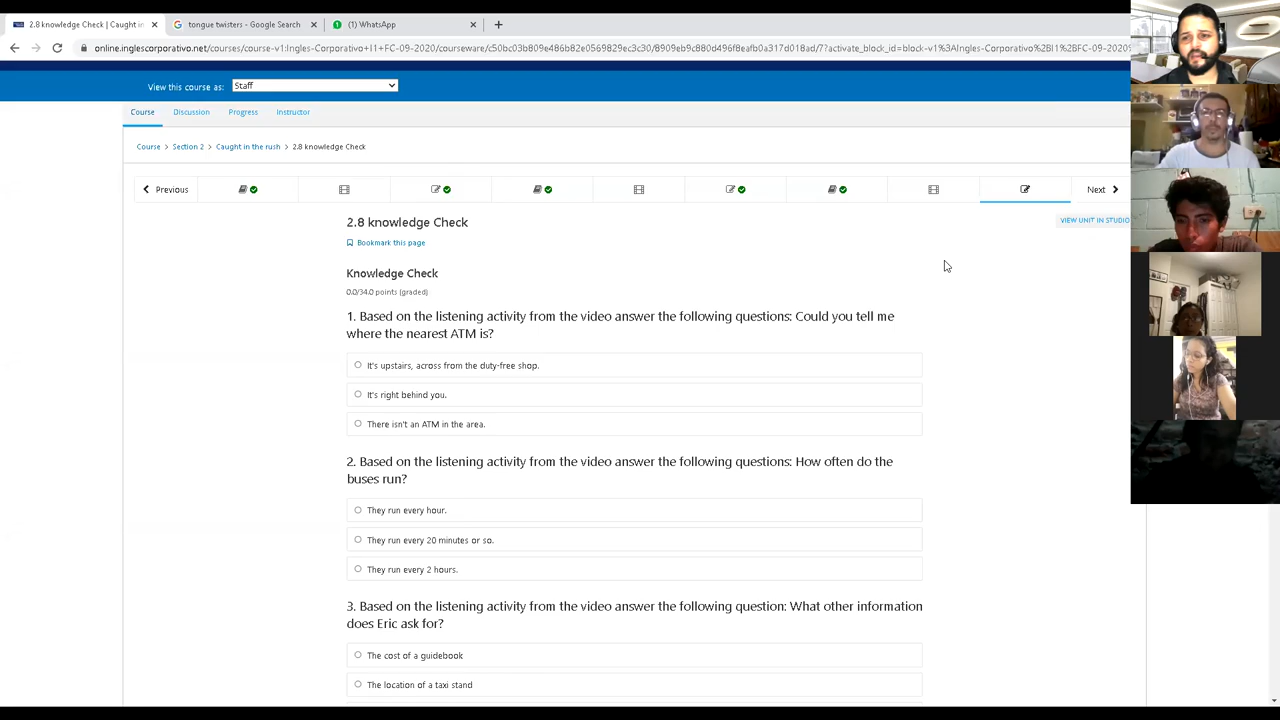 2.8 knowledge Check | Caught in
tongue twisters - Google Search
(1) WhatsApp
View this course as:
Staff
Course
Discussion
Progress
Instructor
Course > Section 2 > Caught in the rush > 2.8 knowledge Check
Previous
Next
2.8 knowledge Check
VIEW UNIT IN STUDIO
Bookmark this page
Knowledge Check
0.0/34.0 points (graded)
1. Based on the listening activity from the video answer the following questions: Could you tell me
where the nearest ATM is?
It's upstairs, across from the duty-free shop.
It's right behind you.
There isn't an ATM in the area.
2. Based on the listening activity from the video answer the following questions: How often do the
buses run?
They run every hour.
They run every 20 minutes or so.
They run every 2 hours.
3. Based on the listening activity from the video answer the following question: What other information
does Eric ask for?
The cost of a guidebook
The location of a taxi stand